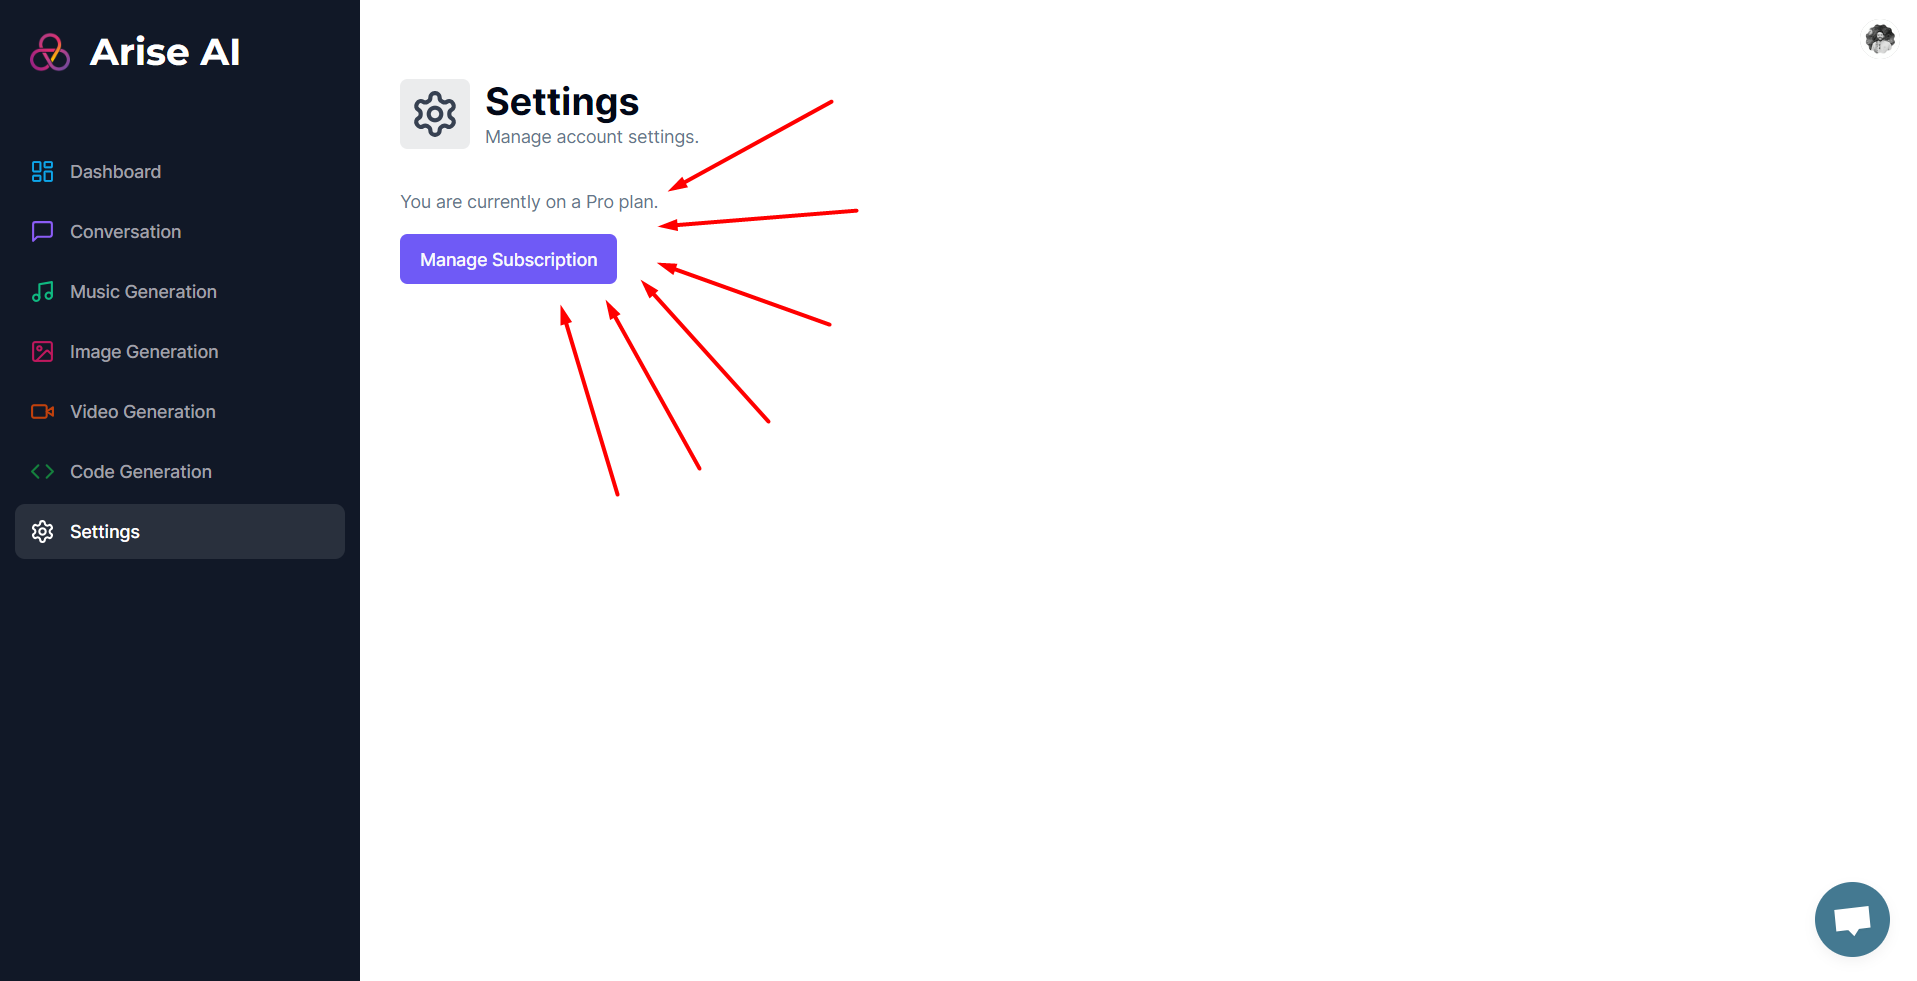 Arise AI
Dashboard
Conversation
Music Generation
Image Generation
Video Generation
Code Generation
Settings
Settings
Manage account settings.
You are currently on a Pro plan.
Manage Subscription